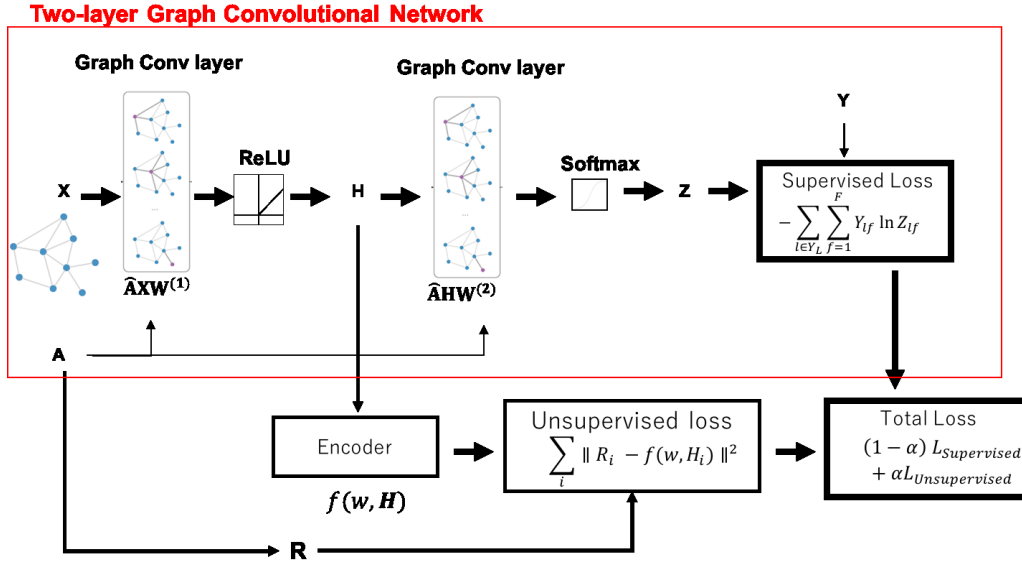 Two-layer Graph Convolutional Network
Graph Conv layer
Graph Conv layer
Y
ReLU
Softmax
X
...
H
...
Z
Supervised Loss
− ∑_{l∈Y_L} ∑_{f=1}^{F} Y_{lf} ln Z_{lf}
ÂXW⁽¹⁾
ÂHW⁽²⁾
A
Encoder
f(w, H)
Unsupervised loss
∑_i ‖ R_i − f(w, H_i) ‖²
Total Loss
(1 − α) L_{Supervised}
+ αL_{Unsupervised}
R